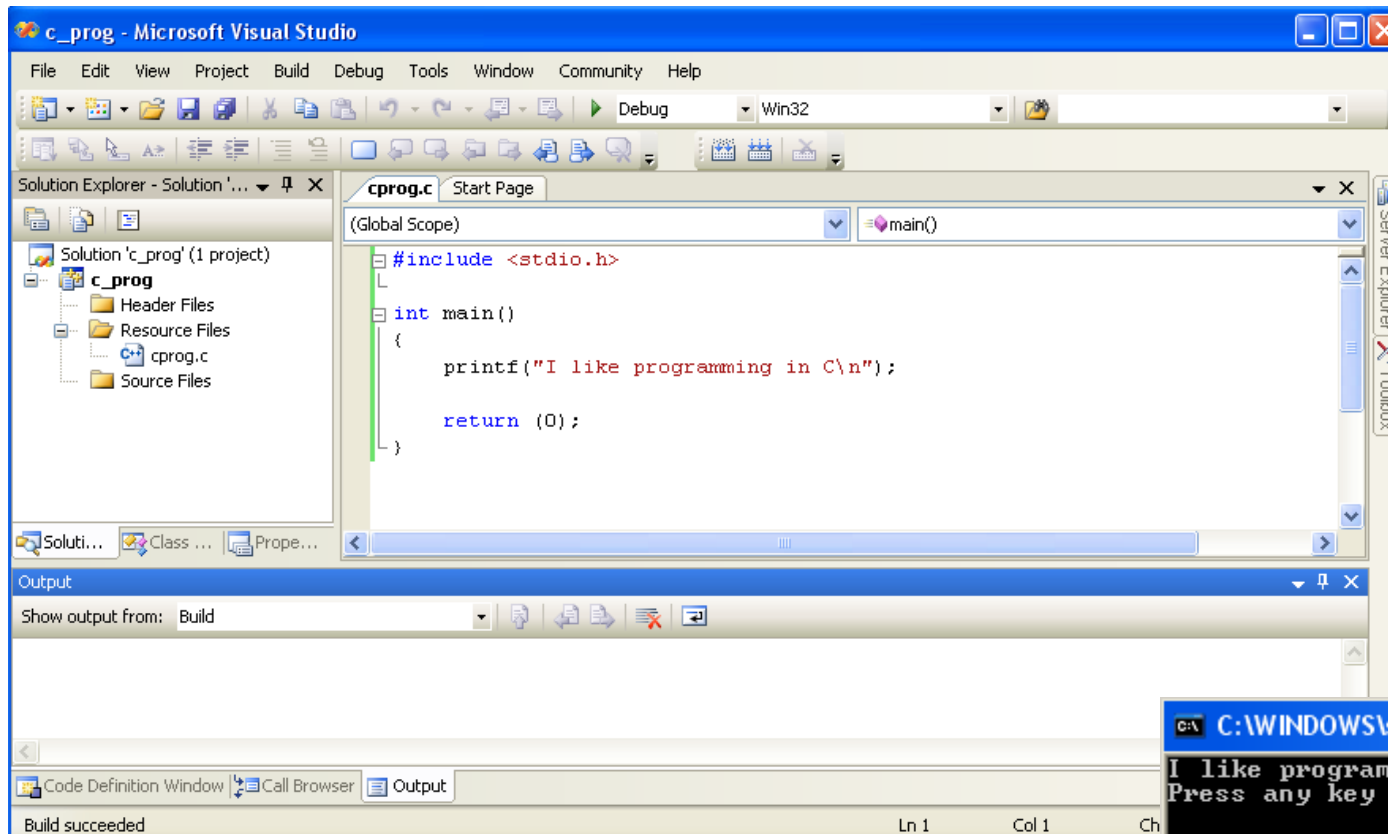 c_prog - Microsoft Visual Studio
File Edit View Project Build Debug Tools Window Community Help
Debug Win32
Solution Explorer - Solution '...
cprog.c Start Page
(Global Scope) main()
Solution 'c_prog' (1 project)
c_prog
Header Files
Resource Files
cprog.c
Source Files
#include <stdio.h>
int main()
{
printf("I like programming in C\n");
return (0);
}
Server Explorer
Toolbox
Soluti... Class ... Prope...
Output
Show output from: Build
C:\WINDOWS\
I like program
Press any key
Code Definition Window Call Browser Output
Build succeeded Ln 1 Col 1 Ch